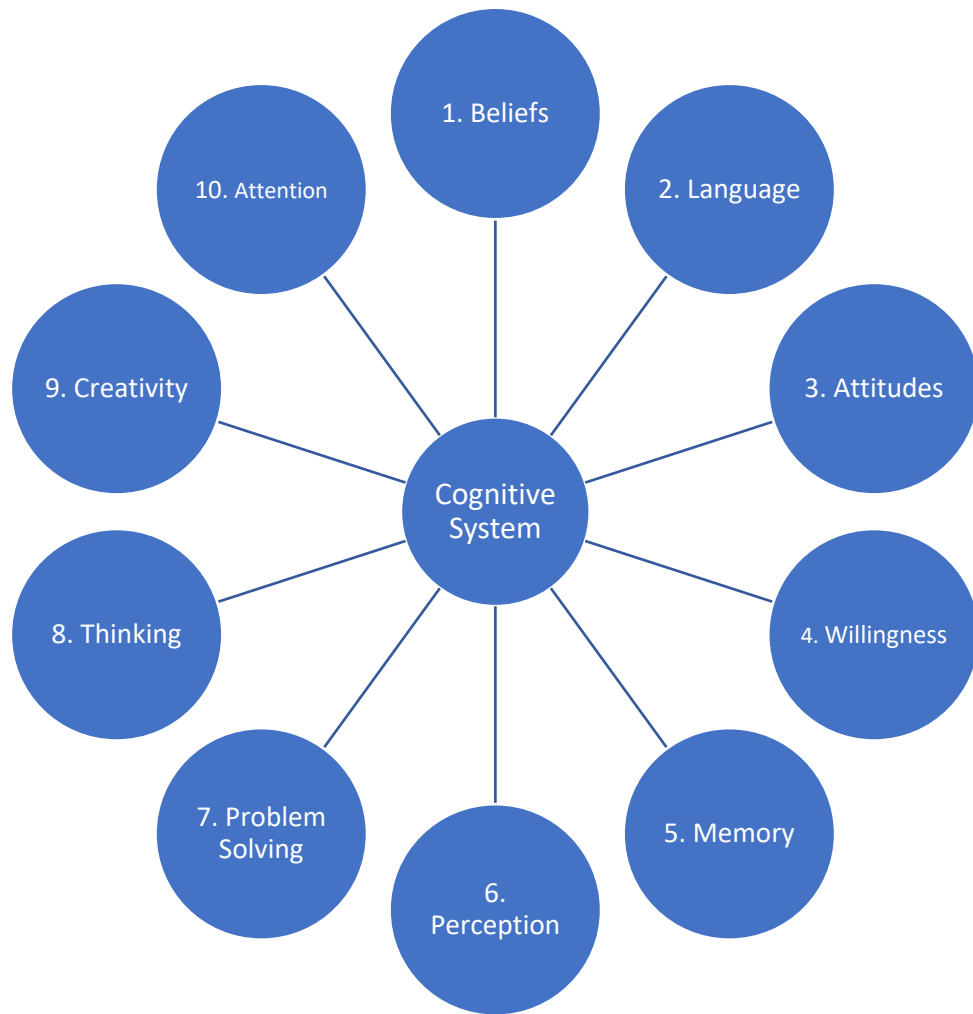 1. Beliefs
2. Language
3. Attitudes
4. Willingness
5. Memory
6.
Perception
7. Problem
Solving
8. Thinking
9. Creativity
10. Attention
Cognitive
System